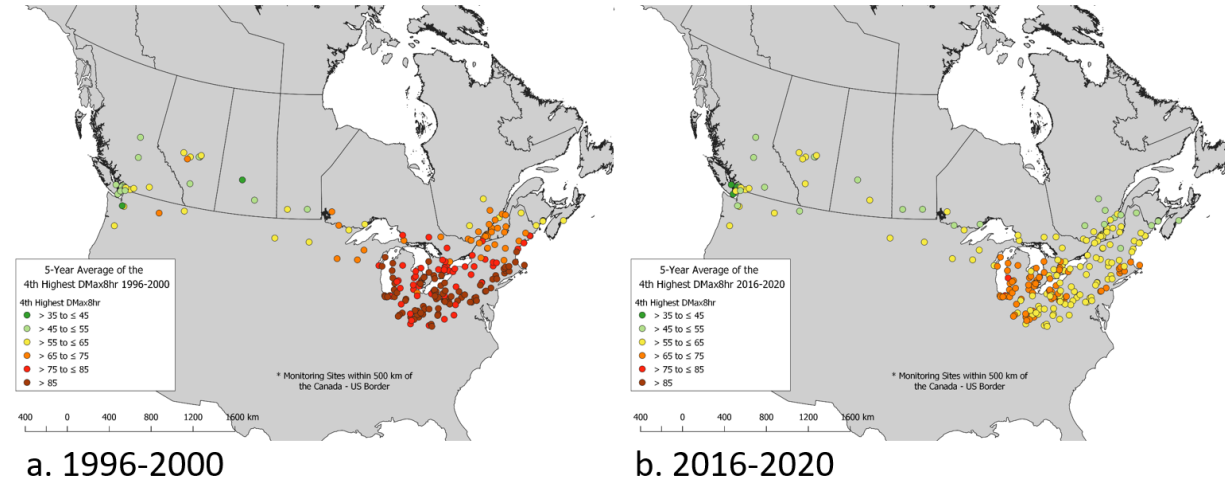 5-Year Average of the
4th Highest DMax8hr 1996-2000
4th Highest DMax8hr
> 35 to ≤ 45
> 45 to ≤ 55
> 55 to ≤ 65
> 65 to ≤ 75
> 75 to ≤ 85
> 85
* Monitoring Sites within 500 km of
the Canada - US Border
400 0 400 800 1200 1600 km
a. 1996-2000
5-Year Average of the
4th Highest DMax8hr 2016-2020
4th Highest DMax8hr
> 35 to ≤ 45
> 45 to ≤ 55
> 55 to ≤ 65
> 65 to ≤ 75
> 75 to ≤ 85
> 85
* Monitoring Sites within 500 km of
the Canada - US Border
400 0 400 800 1200 1600 km
b. 2016-2020